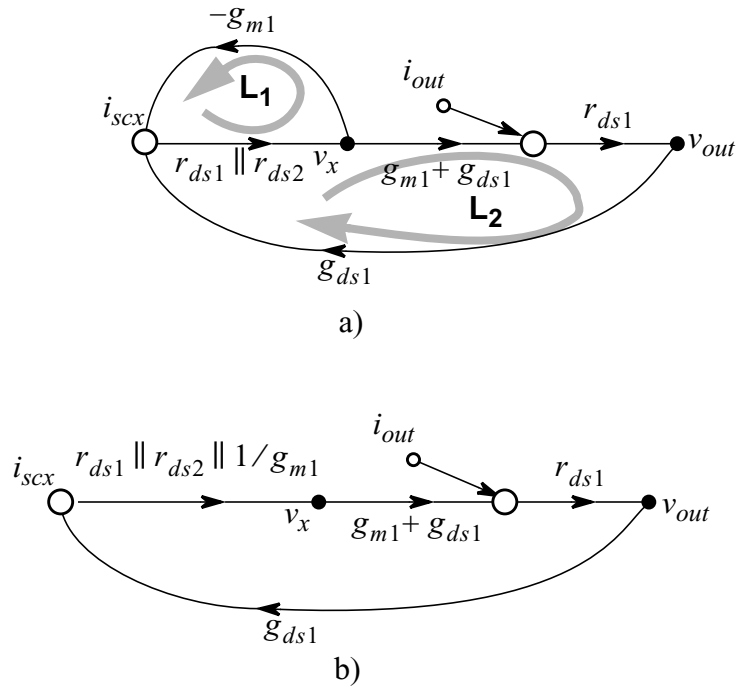 –g_{m1}
L_1
i_{out}
i_{scx}
r_{ds1}
r_{ds1} || r_{ds2}
v_x
g_{m1}+ g_{ds1}
v_{out}
L_2
g_{ds1}
a)
i_{out}
r_{ds1} || r_{ds2} || 1/g_{m1}
i_{scx}
r_{ds1}
v_x
g_{m1}+ g_{ds1}
v_{out}
g_{ds1}
b)